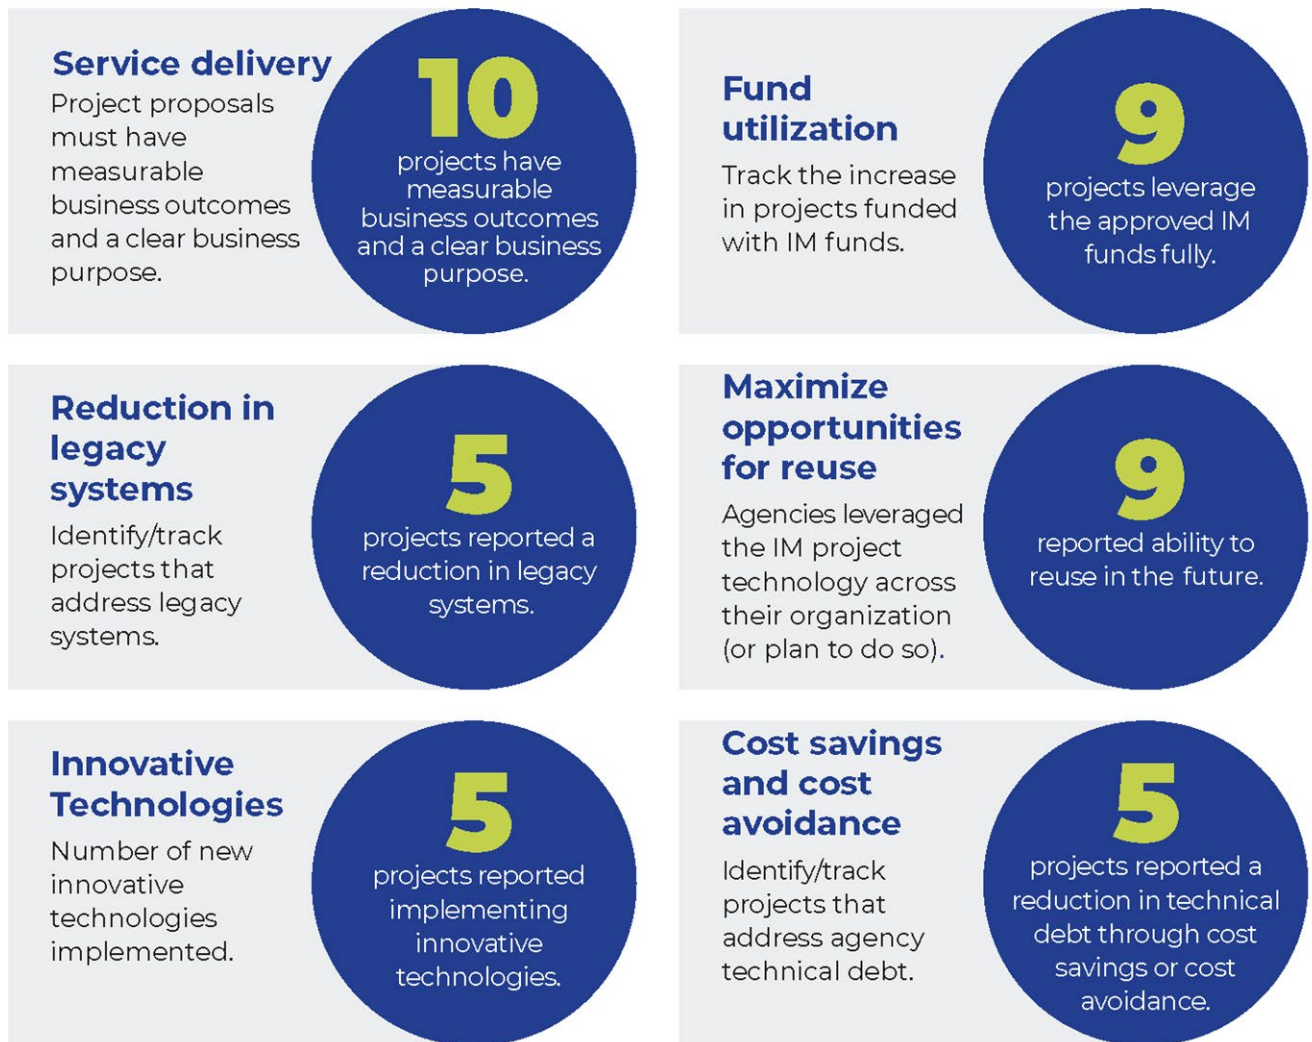 Service delivery
Project proposals
must have
measurable
business outcomes
and a clear business
purpose.
10
projects have
measurable
business outcomes
and a clear business
purpose.
Fund
utilization
Track the increase
in projects funded
with IM funds.
9
projects leverage
the approved IM
funds fully.
Reduction in
legacy
systems
Identify/track
projects that
address legacy
systems.
5
projects reported a
reduction in legacy
systems.
Maximize
opportunities
for reuse
Agencies leveraged
the IM project
technology across
their organization
(or plan to do so).
9
reported ability to
reuse in the future.
Innovative
Technologies
Number of new
innovative
technologies
implemented.
5
projects reported
implementing
innovative
technologies.
Cost savings
and cost
avoidance
Identify/track
projects that
address agency
technical debt.
5
projects reported a
reduction in technical
debt through cost
savings or cost
avoidance.